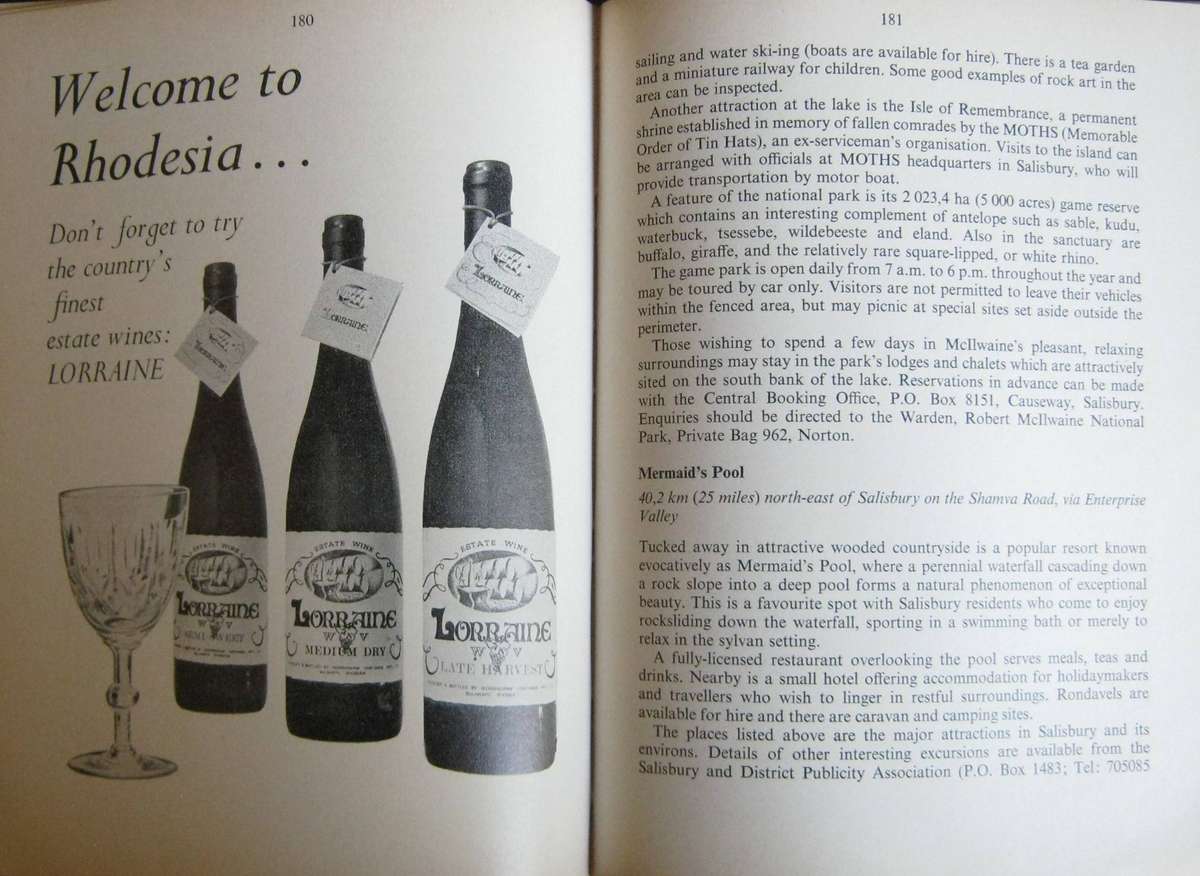 180
Welcome to
Rhodesia...
Don't forget to try
the country's
finest
estate wines:
LORRAINE
LORRAINE
LORRAINE
LORRAINE
ESTATE WINE
LORRAINE
ESTATE WINE
LORRAINE
MEDIUM DRY
ESTATE WINE
LORRAINE
LATE HARVEST
181
sailing and water ski-ing (boats are available for hire). There is a tea garden
and a miniature railway for children. Some good examples of rock art in the
area can be inspected.
Another attraction at the lake is the Isle of Remembrance, a permanent
shrine established in memory of fallen comrades by the MOTHS (Memorable
Order of Tin Hats), an ex-serviceman's organisation. Visits to the island can
be arranged with officials at MOTHS headquarters in Salisbury, who will
provide transportation by motor boat.
A feature of the national park is its 2 023,4 ha (5 000 acres) game reserve
which contains an interesting complement of antelope such as sable, kudu,
waterbuck, tsessebe, wildebeeste and eland. Also in the sanctuary are
buffalo, giraffe, and the relatively rare square-lipped, or white rhino.
The game park is open daily from 7 a.m. to 6 p.m. throughout the year and
may be toured by car only. Visitors are not permitted to leave their vehicles
within the fenced area, but may picnic at special sites set aside outside the
perimeter.
Those wishing to spend a few days in McIlwaine's pleasant, relaxing
surroundings may stay in the park's lodges and chalets which are attractively
sited on the south bank of the lake. Reservations in advance can be made
with the Central Booking Office, P.O. Box 8151, Causeway, Salisbury.
Enquiries should be directed to the Warden, Robert McIlwaine National
Park, Private Bag 962, Norton.
Mermaid's Pool
40,2 km (25 miles) north-east of Salisbury on the Shamva Road, via Enterprise
Valley
Tucked away in attractive wooded countryside is a popular resort known
evocatively as Mermaid's Pool, where a perennial waterfall cascading down
a rock slope into a deep pool forms a natural phenomenon of exceptional
beauty. This is a favourite spot with Salisbury residents who come to enjoy
rocksliding down the waterfall, sporting in a swimming bath or merely to
relax in the sylvan setting.
A fully-licensed restaurant overlooking the pool serves meals, teas and
drinks. Nearby is a small hotel offering accommodation for holidaymakers
and travellers who wish to linger in restful surroundings. Rondavels are
available for hire and there are caravan and camping sites.
The places listed above are the major attractions in Salisbury and its
environs. Details of other interesting excursions are available from the
Salisbury and District Publicity Association (P.O. Box 1483; Tel: 705085